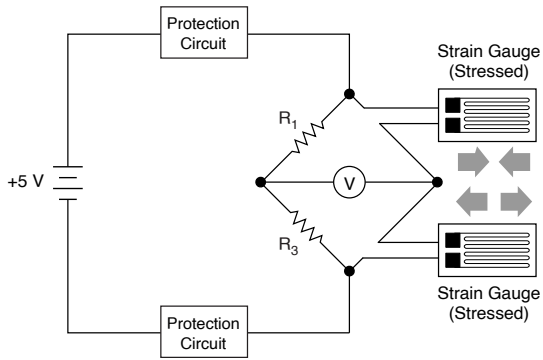 Protection
Circuit
Strain Gauge
(Stressed)
R1
+5 V
V
R3
Strain Gauge
(Stressed)
Protection
Circuit